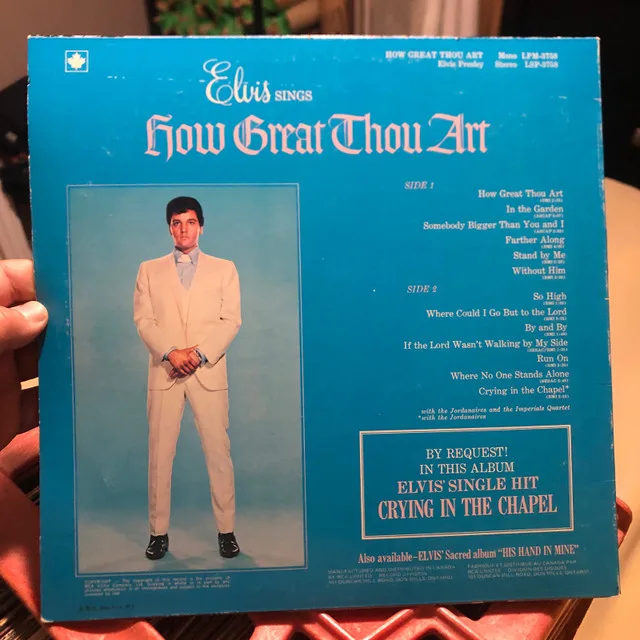 HOW GREAT THOU ART Mono LPM-3758
Elvis Presley Stereo LSP-3758
Elvis SINGS
How Great Thou Art
SIDE 1
How Great Thou Art
In the Garden
Somebody Bigger Than You and I
Farther Along
Stand by Me
Without Him
SIDE 2
So High
Where Could I Go But to the Lord
By and By
If the Lord Wasn't Walking by My Side
Run On
Where No One Stands Alone
Crying in the Chapel*
with the Jordanaires and the Imperials Quartet
*with the Jordanaires
BY REQUEST!
IN THIS ALBUM
ELVIS' SINGLE HIT
CRYING IN THE CHAPEL
Also available—ELVIS' Sacred album "HIS HAND IN MINE"
MANUFACTURED AND DISTRIBUTED IN CANADA